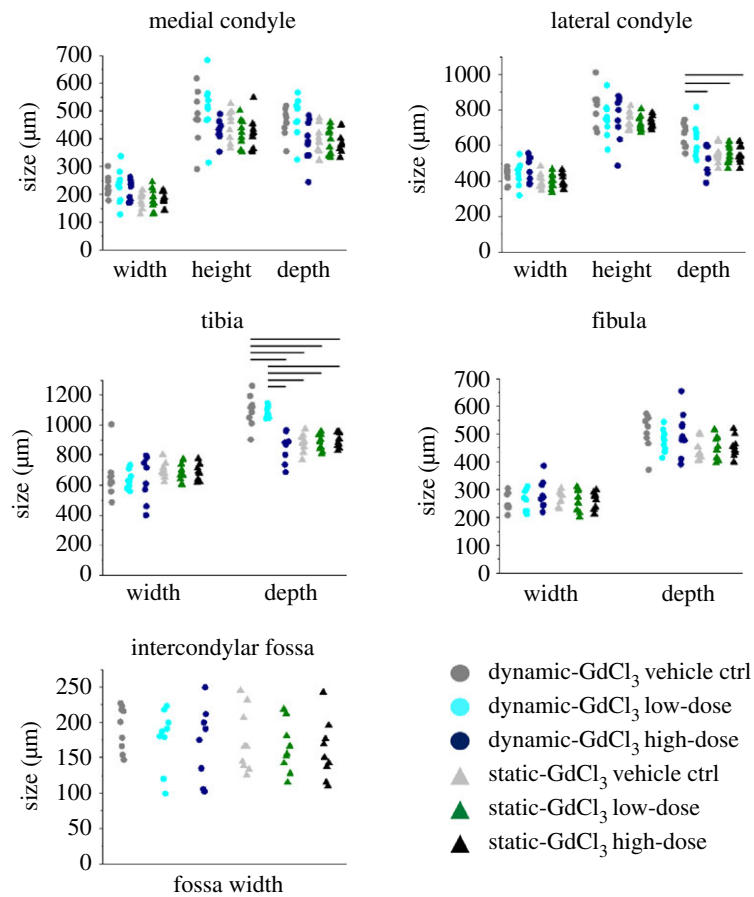 medial condyle
size (μm)
700
600
500
400
300
200
100
0
width height depth
lateral condyle
size (μm)
1000
800
600
400
200
0
width height depth
tibia
size (μm)
1200
1000
800
600
400
200
0
width depth
fibula
size (μm)
700
600
500
400
300
200
100
0
width depth
intercondylar fossa
size (μm)
250
200
150
100
50
0
fossa width
dynamic-GdCl3 vehicle ctrl
dynamic-GdCl3 low-dose
dynamic-GdCl3 high-dose
static-GdCl3 vehicle ctrl
static-GdCl3 low-dose
static-GdCl3 high-dose